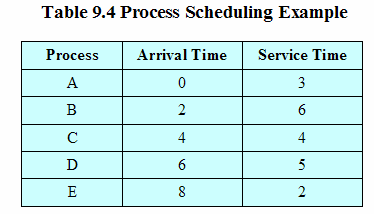 Table 9.4 Process Scheduling Example
Process Arrival Time Service Time
A 0 3
B 2 6
C 4 4
D 6 5
E 8 2